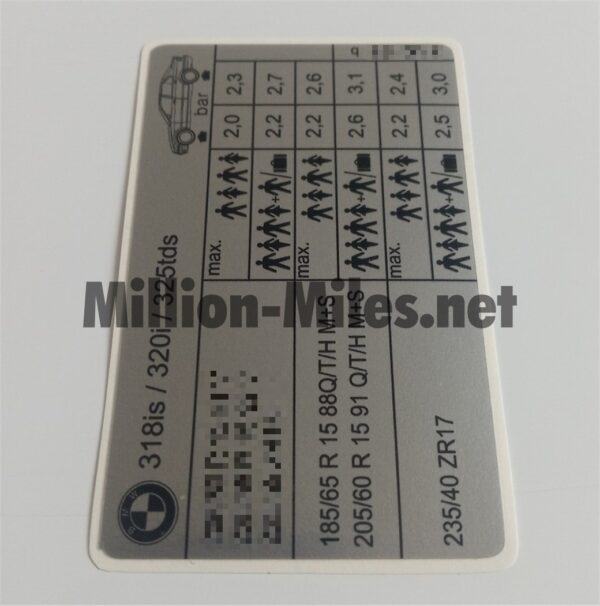 BMW 318is / 320i / 325tds bar
max. 2,0 2,3
+ / 2,2 2,7
185/65 R 15 88Q/T/H M+S max. 2,2 2,6
205/60 R 15 91 Q/T/H M+S + / 2,6 3,1
max. 2,2 2,4
235/40 ZR17 + / 2,5 3,0
Million-Miles.net